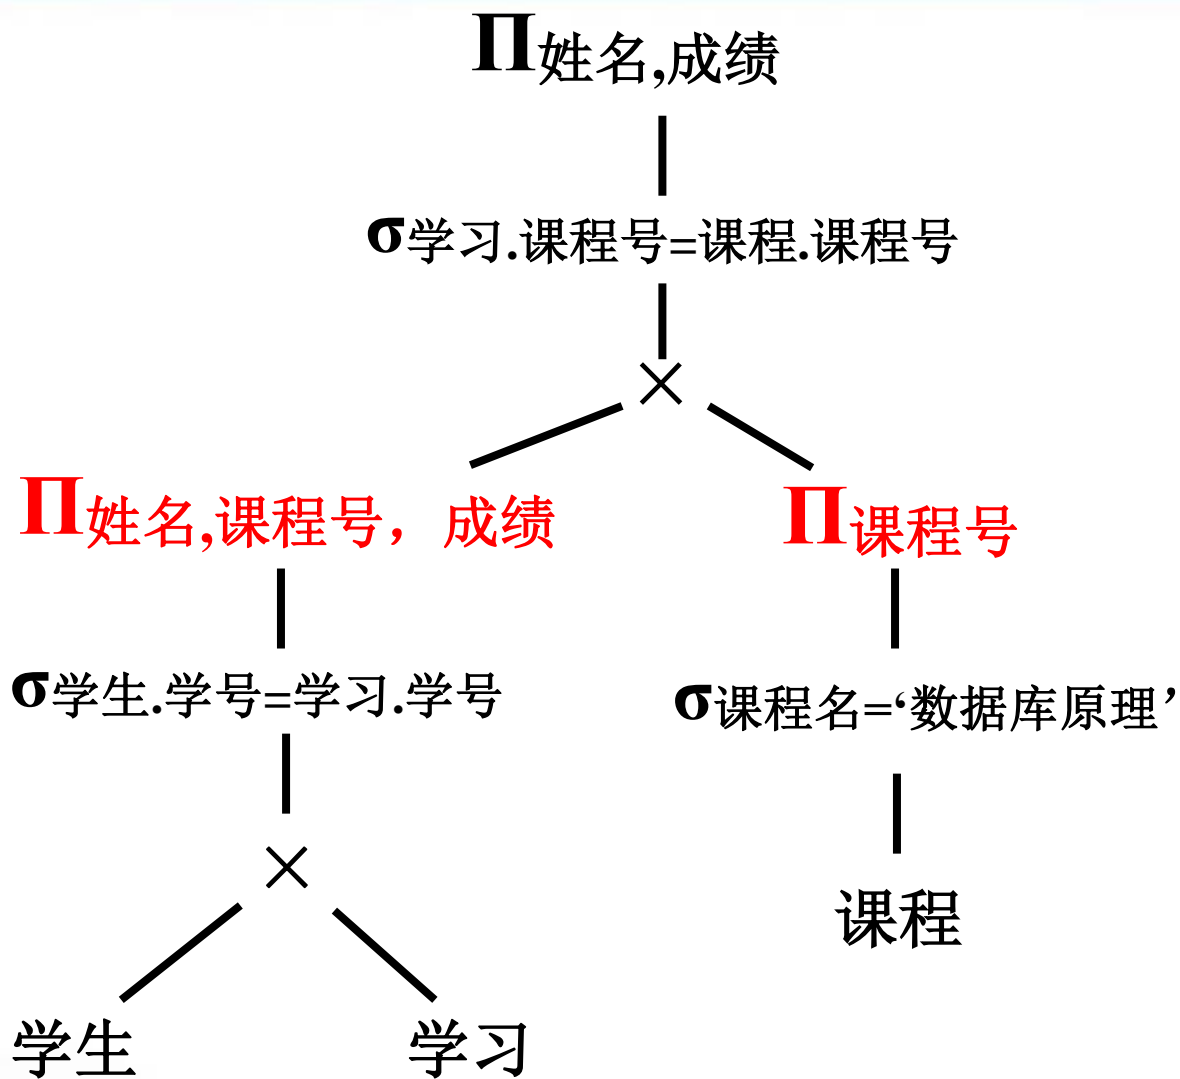 Π姓名,成绩
σ学习.课程号=课程.课程号
×
Π姓名,课程号，成绩
Π课程号
σ学生.学号=学习.学号
σ课程名=‘数据库原理’
×
课程
学生
学习